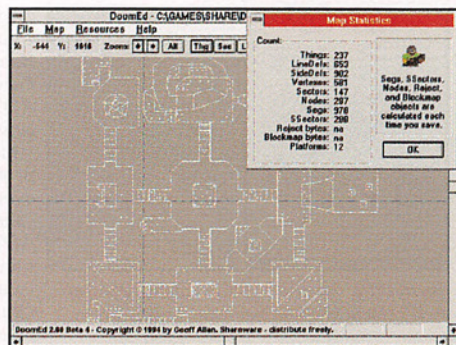 DoomEd - C:\GAMES\SHARE\D
File Map Resources Help
X: -544 Y: 1016 Zoom: All Thg Sec L
Map Statistics
Count:
Things: 237
LineDefs: 653
SideDefs: 902
Vertexes: 581
Sectors: 147
Nodes: 297
Segs: 978
SSectors: 298
Reject bytes: na
Blockmap bytes: na
Platforms: 12
Segs, SSectors,
Nodes, Reject,
and Blockmap
objects are
calculated each
time you save.
OK
DoomEd 2.60 Beta 4 - Copyright © 1994 by Geoff Allan. Shareware - distribute freely.